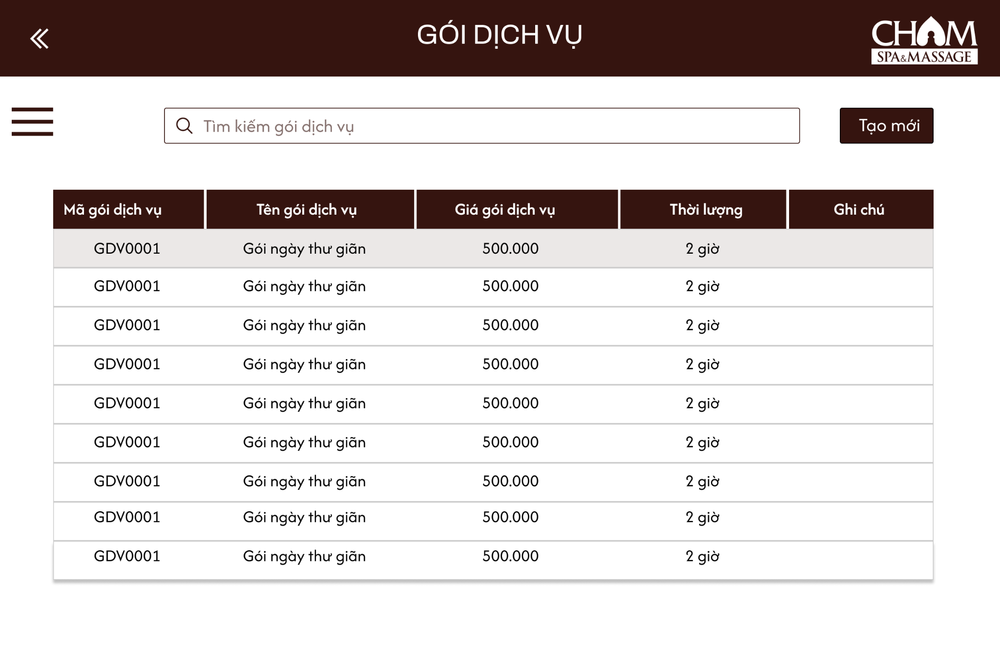 GÓI DỊCH VỤ
CHAM
SPA&MASSAGE
Tìm kiếm gói dịch vụ
Tạo mới
Mã gói dịch vụ Tên gói dịch vụ Giá gói dịch vụ Thời lượng Ghi chú
GDV0001 Gói ngày thư giãn 500.000 2 giờ
GDV0001 Gói ngày thư giãn 500.000 2 giờ
GDV0001 Gói ngày thư giãn 500.000 2 giờ
GDV0001 Gói ngày thư giãn 500.000 2 giờ
GDV0001 Gói ngày thư giãn 500.000 2 giờ
GDV0001 Gói ngày thư giãn 500.000 2 giờ
GDV0001 Gói ngày thư giãn 500.000 2 giờ
GDV0001 Gói ngày thư giãn 500.000 2 giờ
GDV0001 Gói ngày thư giãn 500.000 2 giờ